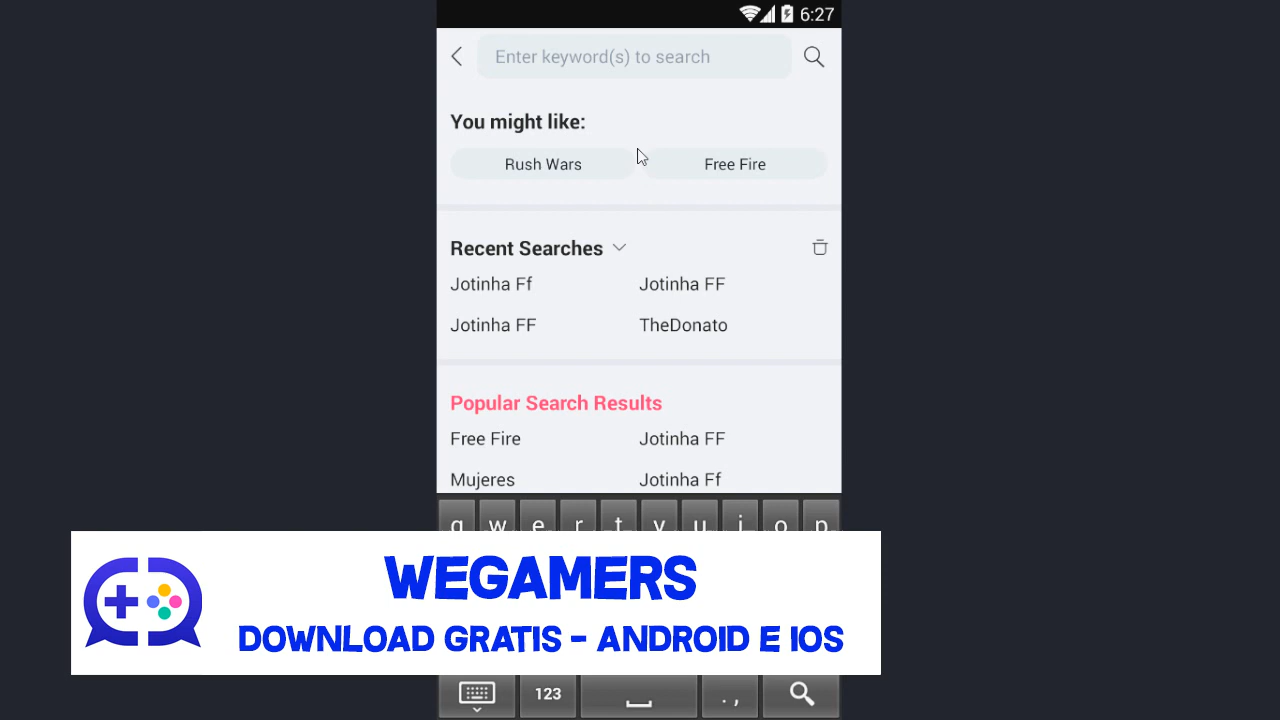 6:27
Enter keyword(s) to search
You might like:
Rush Wars Free Fire
Recent Searches
Jotinha Ff Jotinha FF
Jotinha FF TheDonato
Popular Search Results
Free Fire Jotinha FF
Mujeres Jotinha Ff
q w e r t y u i o p
WEGAMERS
DOWNLOAD GRATIS - ANDROID E IOS
123 . ,